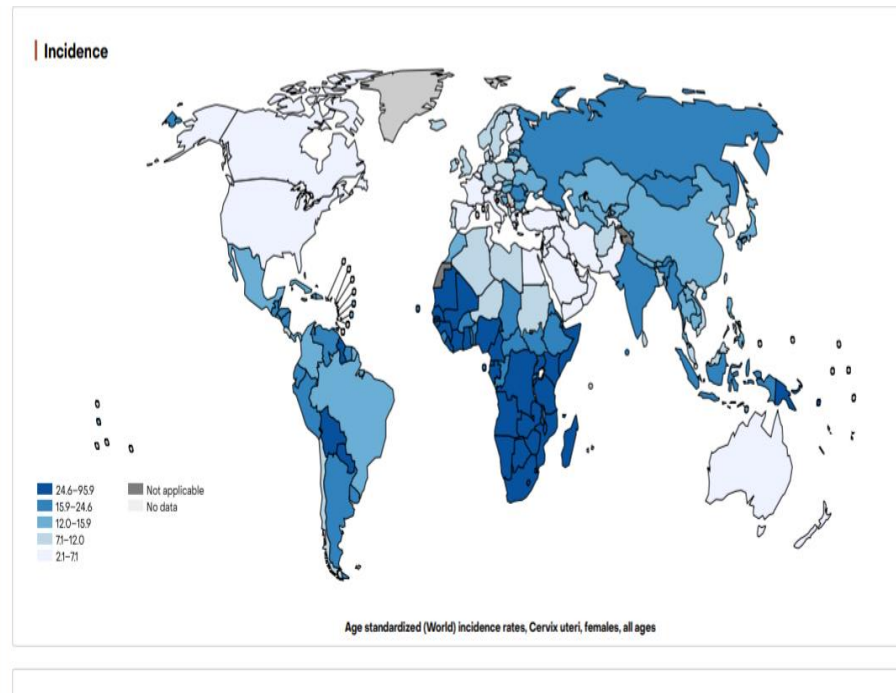 Incidence
24.6–95.9
15.9–24.6
12.0–15.9
7.1–12.0
2.1–7.1
Not applicable
No data
Age standardized (World) incidence rates, Cervix uteri, females, all ages